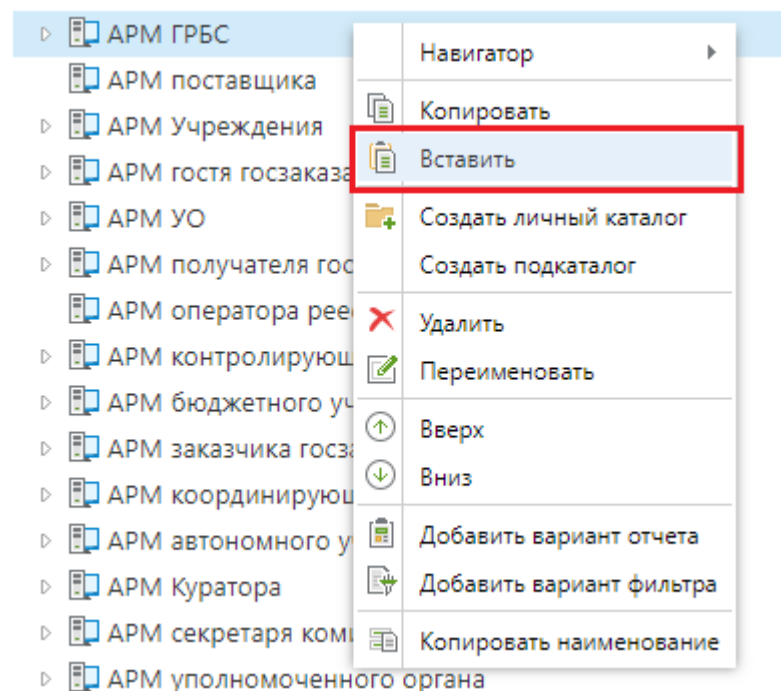 АРМ ГРБС
АРМ поставщика
АРМ Учреждения
АРМ гостя госзаказа
АРМ УО
АРМ получателя гос
АРМ оператора рее
АРМ контролирующ
АРМ бюджетного уч
АРМ заказчика госз
АРМ координирующ
АРМ автономного у
АРМ Куратора
АРМ секретаря ком
АРМ уполномоченного органа
Навигатор
Копировать
Вставить
Создать личный каталог
Создать подкаталог
Удалить
Переименовать
Вверх
Вниз
Добавить вариант отчета
Добавить вариант фильтра
Копировать наименование